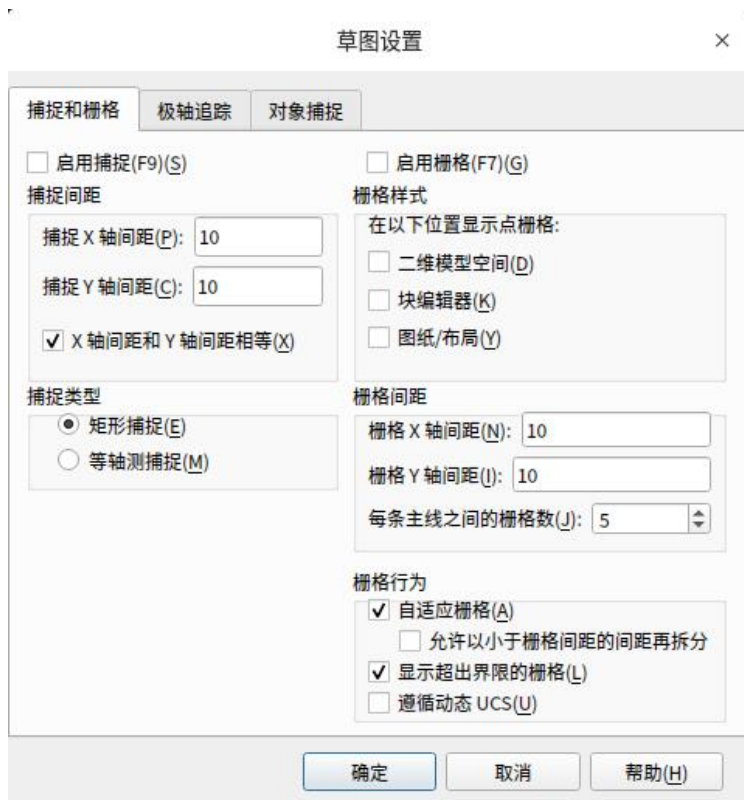 草图设置
捕捉和栅格 极轴追踪 对象捕捉
启用捕捉(F9)(S)
捕捉间距
捕捉 X 轴间距(P): 10
捕捉 Y 轴间距(C): 10
X 轴间距和 Y 轴间距相等(X)
捕捉类型
矩形捕捉(E)
等轴测捕捉(M)
启用栅格(F7)(G)
栅格样式
在以下位置显示点栅格:
二维模型空间(D)
块编辑器(K)
图纸/布局(Y)
栅格间距
栅格 X 轴间距(N): 10
栅格 Y 轴间距(I): 10
每条主线之间的栅格数(J): 5
栅格行为
自适应栅格(A)
允许以小于栅格间距的间距再拆分
显示超出界限的栅格(L)
遵循动态 UCS(U)
确定 取消 帮助(H)